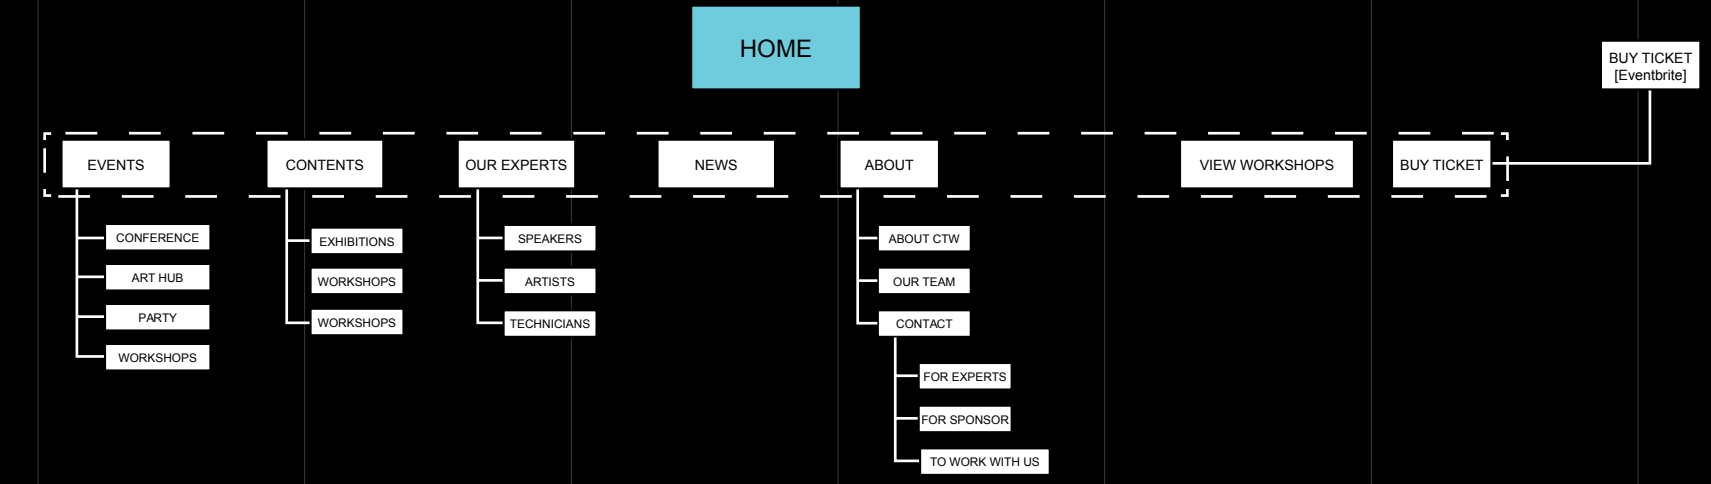 HOME
BUY TICKET
[Eventbrite]
EVENTS
CONTENTS
OUR EXPERTS
NEWS
ABOUT
VIEW WORKSHOPS
BUY TICKET
CONFERENCE
ART HUB
PARTY
WORKSHOPS
EXHIBITIONS
WORKSHOPS
WORKSHOPS
SPEAKERS
ARTISTS
TECHNICIANS
ABOUT CTW
OUR TEAM
CONTACT
FOR EXPERTS
FOR SPONSOR
TO WORK WITH US